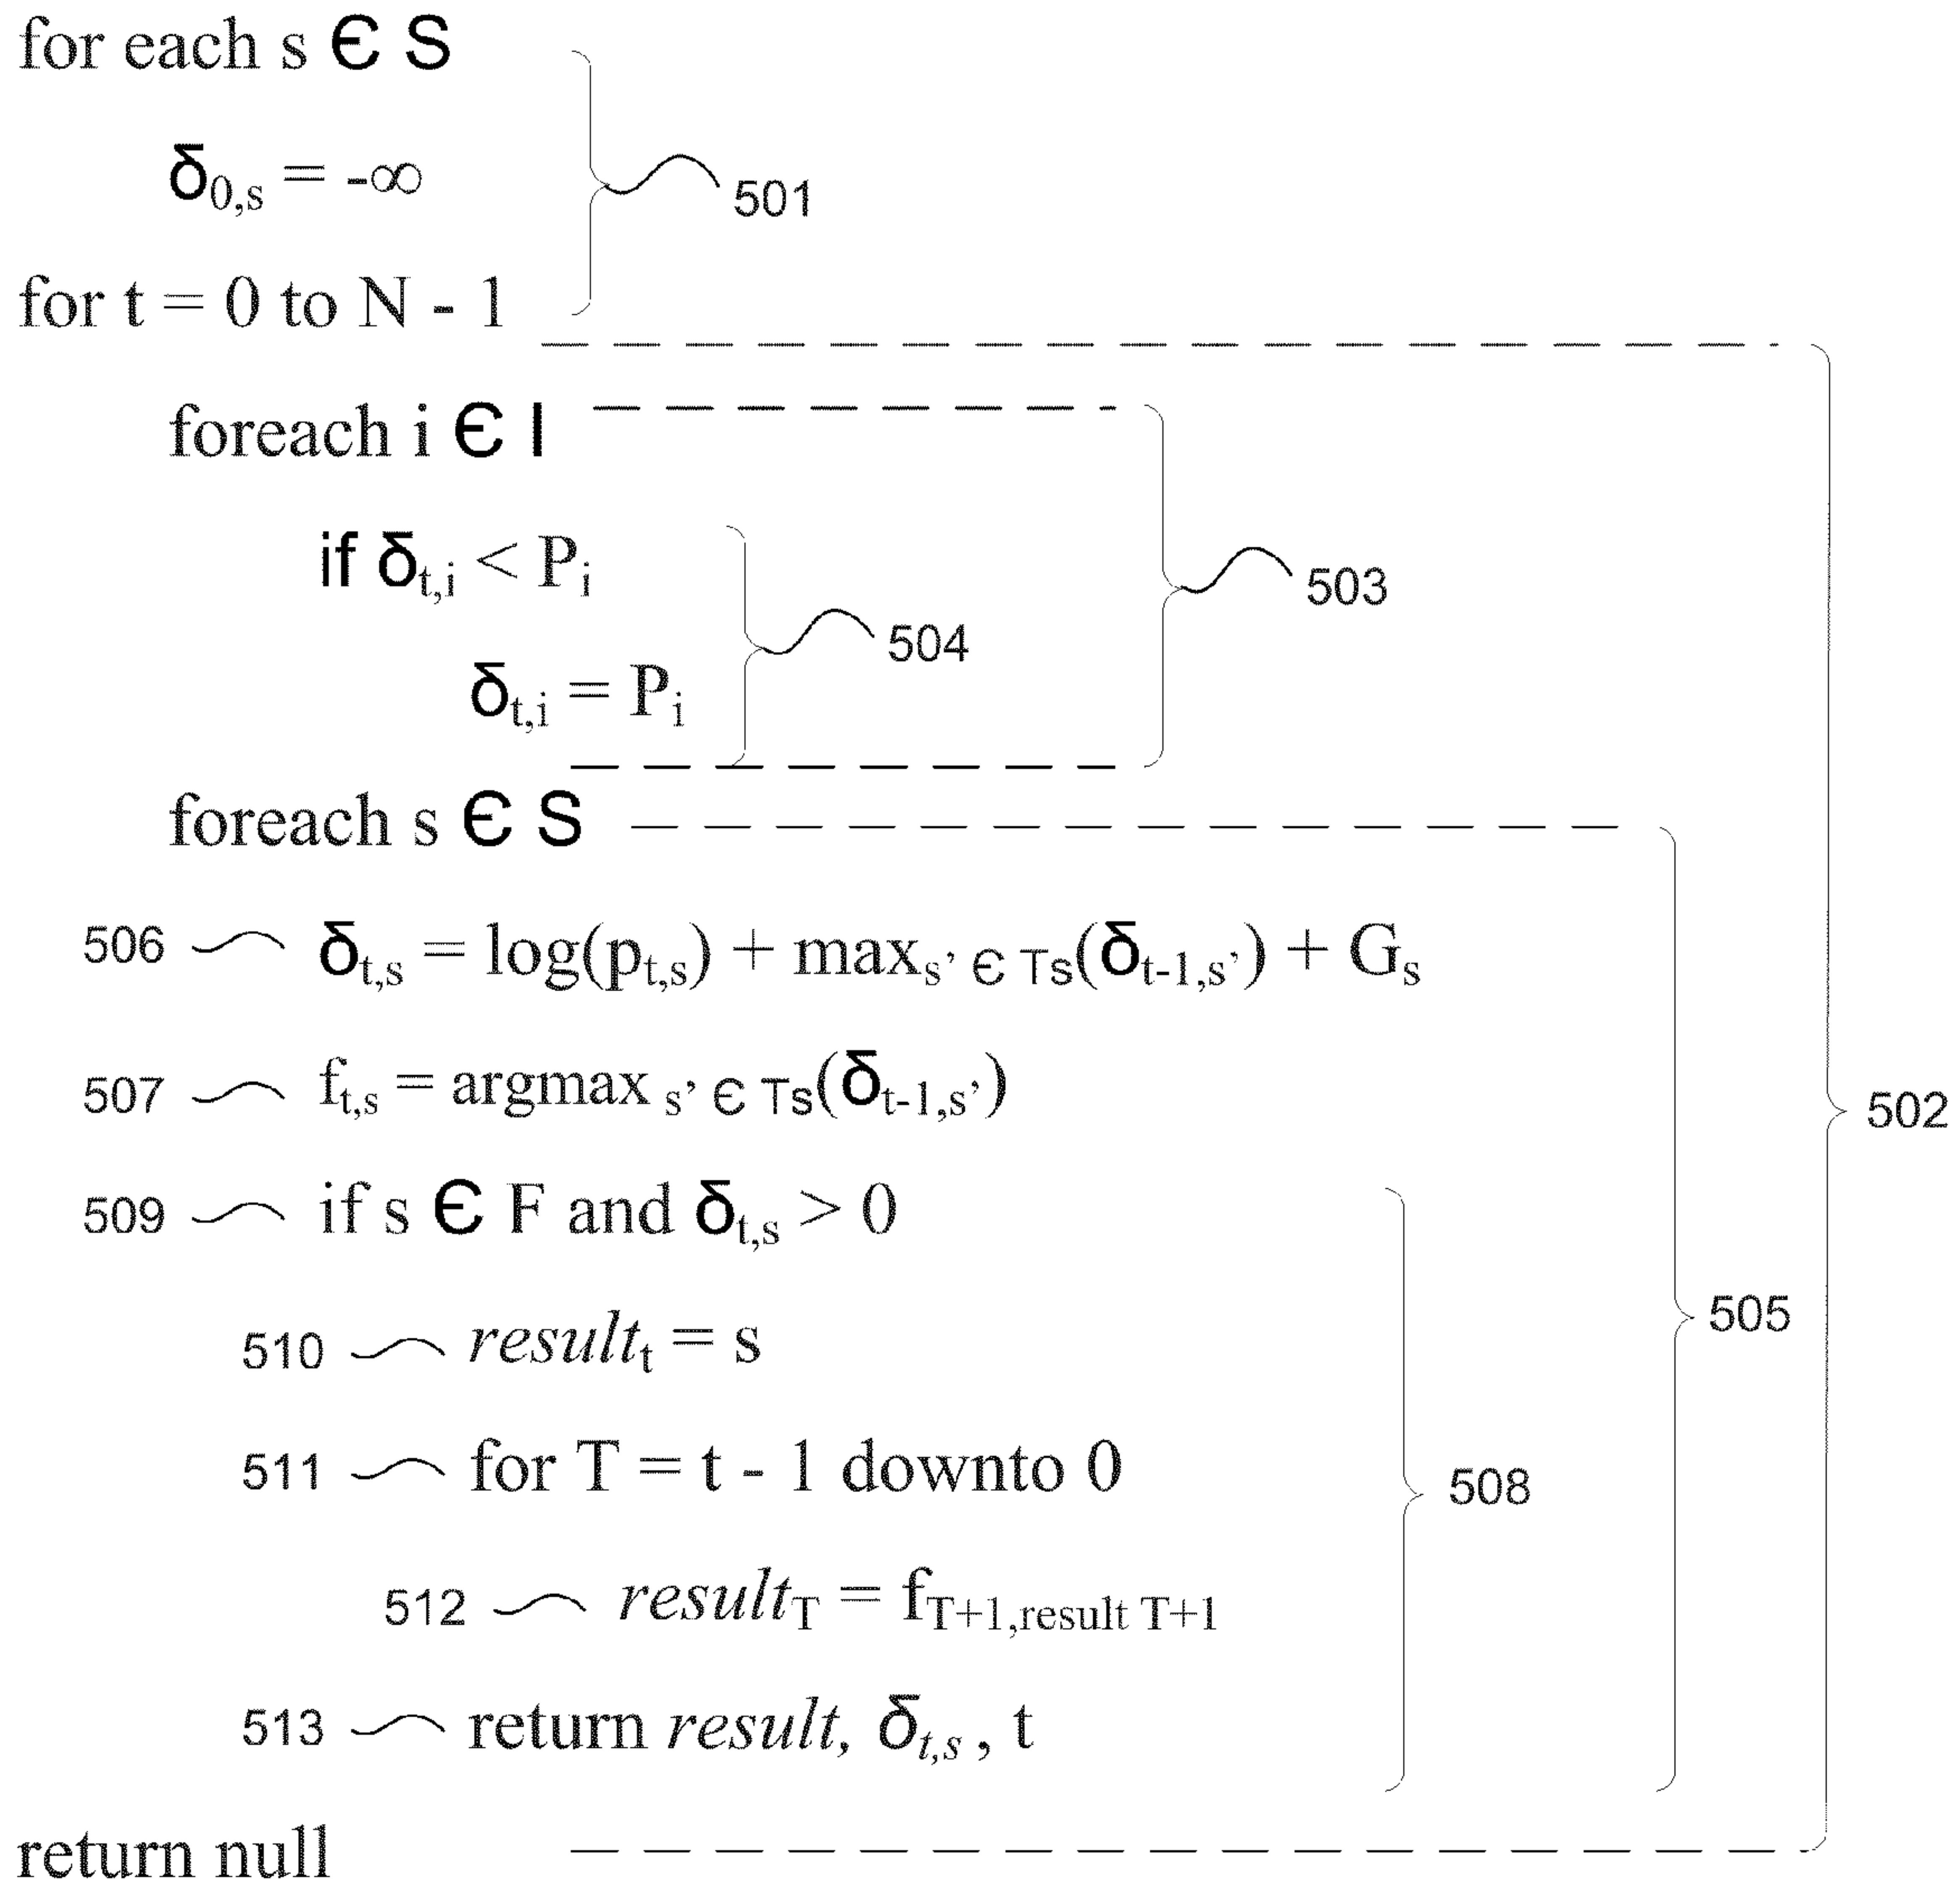 for each s Є S
δ0,s = -∞
501
for t = 0 to N - 1
foreach i Є I
if δt,i < Pi
503
504
δt,i = Pi
foreach s Є S
506 δt,s = log(pt,s) + maxs’ Є Ts(δt-1,s’) + Gs
507 ft,s = argmax s’ Є Ts(δt-1,s’)
502
509 if s Є F and δt,s > 0
505
510 resultt = s
511 for T = t - 1 downto 0
508
512 resultT = fT+1,result T+1
513 return result, δt,s , t
return null